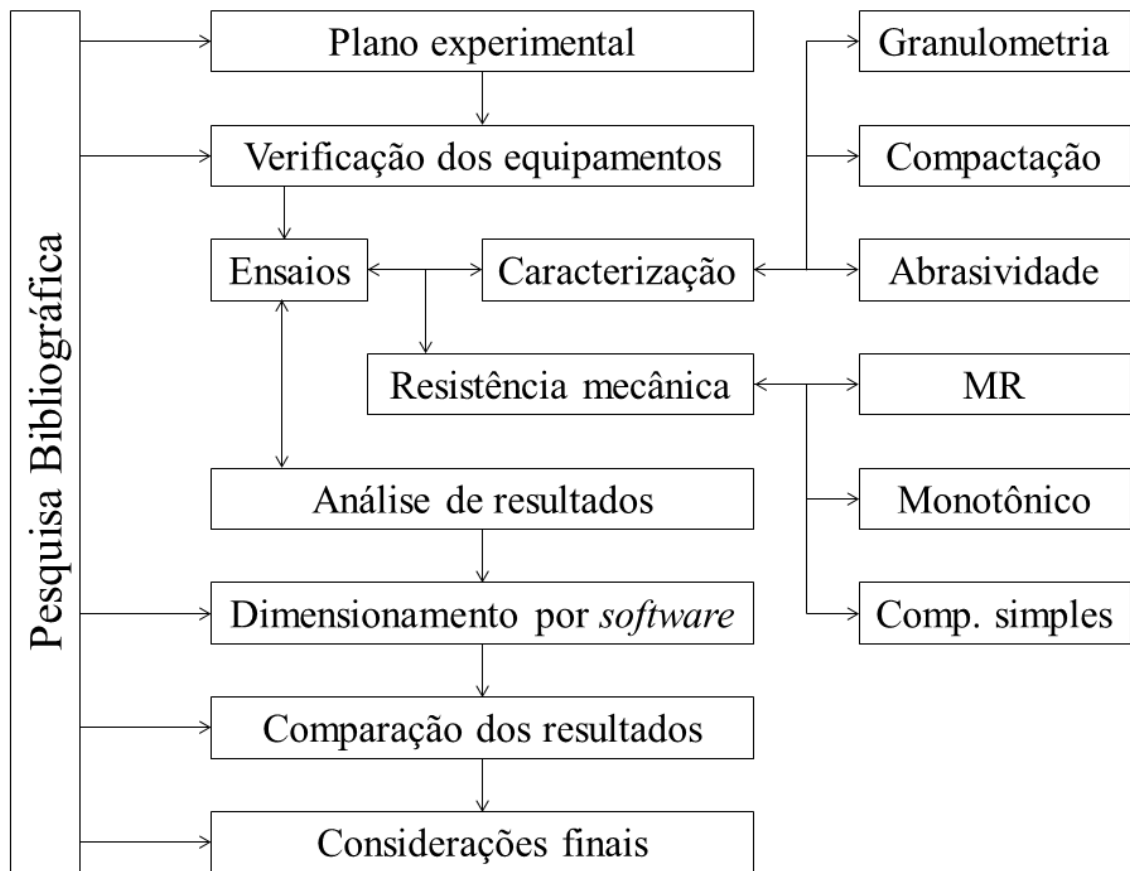 Pesquisa Bibliográfica
Plano experimental
Verificação dos equipamentos
Ensaios
Caracterização
Resistência mecânica
Análise de resultados
Dimensionamento por software
Comparação dos resultados
Considerações finais
Granulometria
Compactação
Abrasividade
MR
Monotônico
Comp. simples